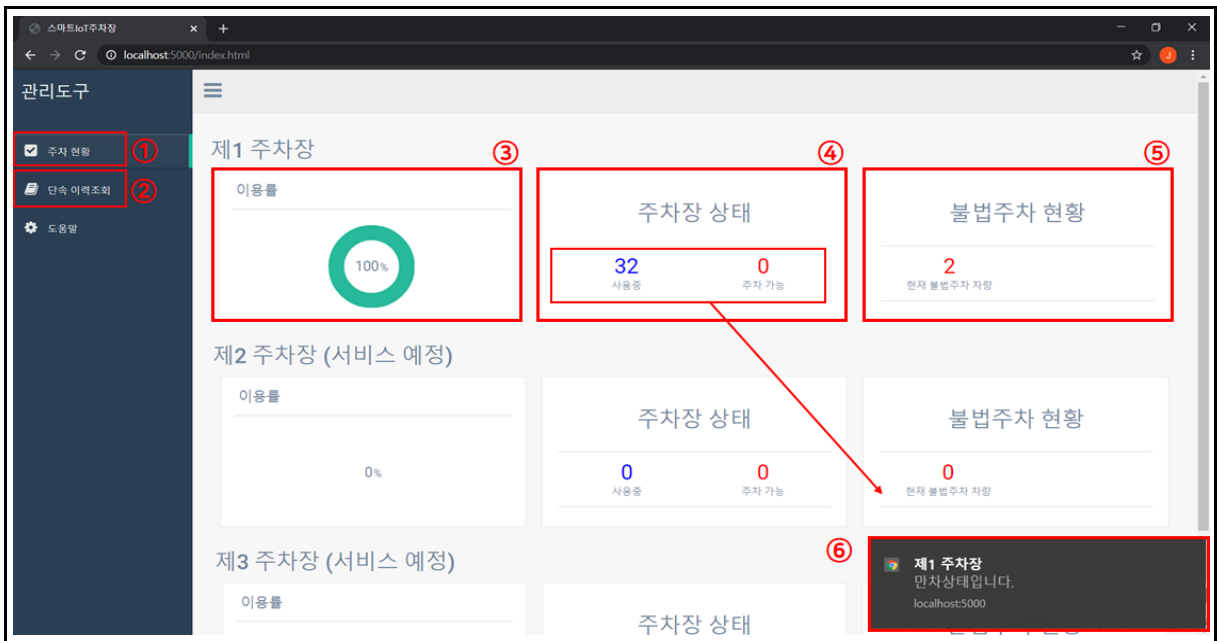 스마트IoT주차장
localhost:5000/index.html
J
관리도구
주차 현황 ①
단속 이력조회 ②
도움말
제1 주차장
③
④
⑤
이용률
100%
주차장 상태
32
0
사용중
주차 가능
불법주차 현황
2
현재 불법주차 차량
제2 주차장 (서비스 예정)
이용률
0%
주차장 상태
0
0
사용중
주차 가능
불법주차 현황
0
현재 불법주차 차량
제3 주차장 (서비스 예정)
이용률
주차장 상태
⑥
제1 주차장
만차상태입니다.
localhost:5000